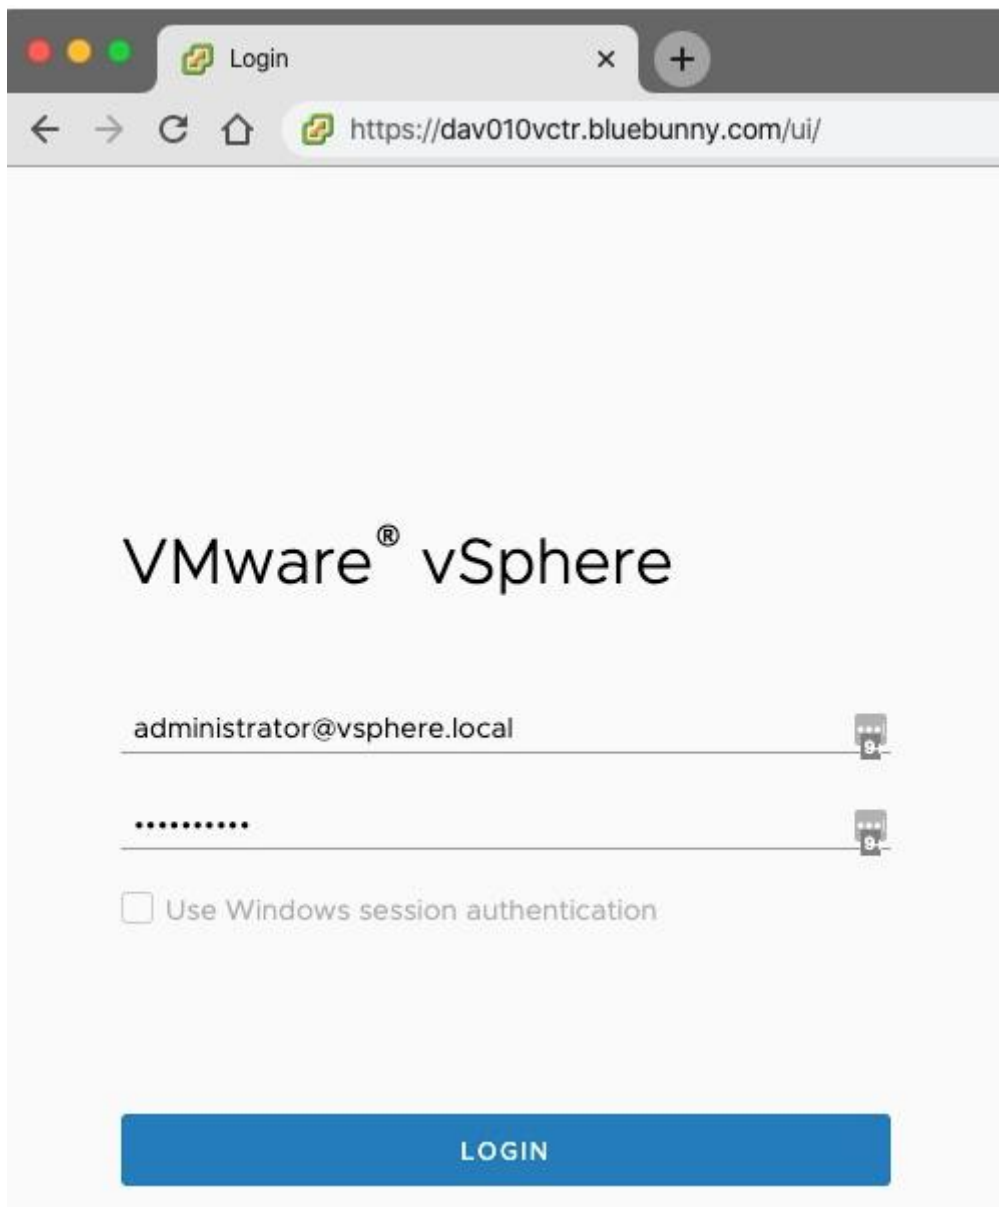 Login
https://dav010vctr.bluebunny.com/ui/
VMware® vSphere
administrator@vsphere.local
••••••••••
Use Windows session authentication
LOGIN